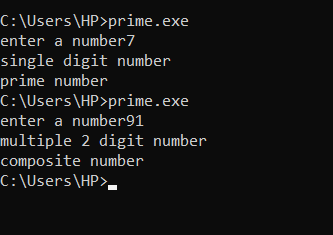 C:\Users\HP>prime.exe
enter a number7
single digit number
prime number
C:\Users\HP>prime.exe
enter a number91
multiple 2 digit number
composite number
C:\Users\HP>